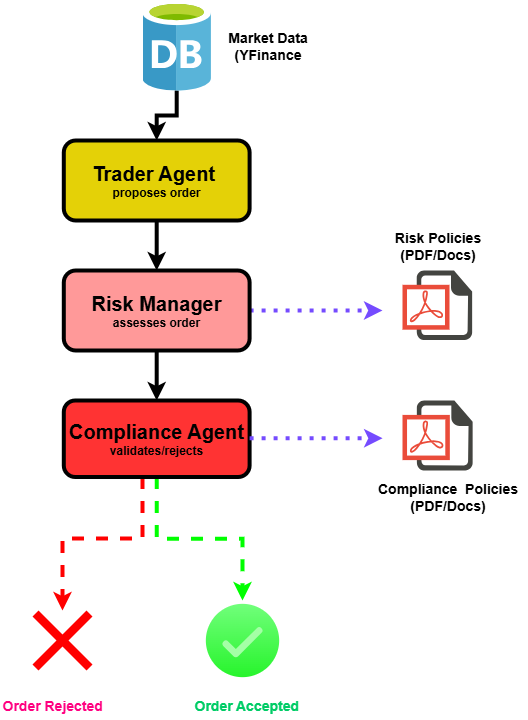 DB
Market Data
(YFinance
Trader Agent
proposes order
Risk Policies
(PDF/Docs)
Risk Manager
assesses order
Compliance Agent
validates/rejects
Compliance Policies
(PDF/Docs)
Order Rejected
Order Accepted